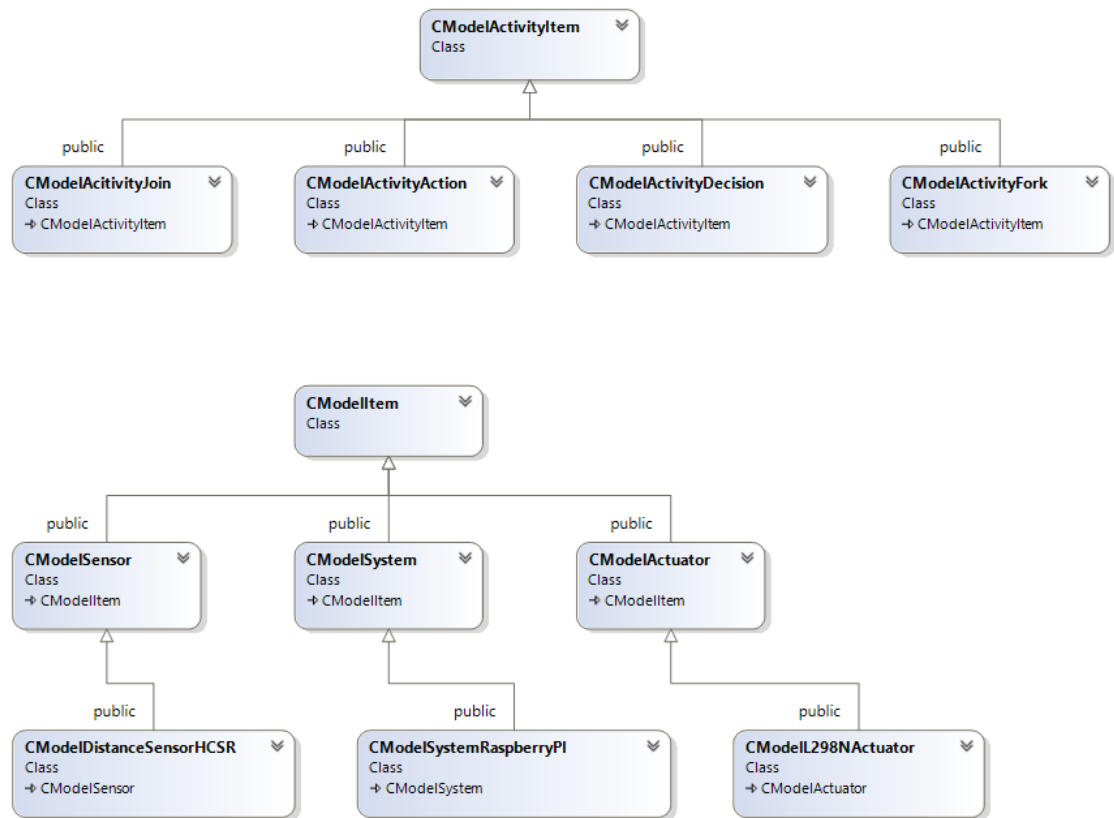 CModelActivityItem
Class
public
public
public
public
CModelAcitivityJoin
Class
CModelActivityItem
CModelActivityAction
Class
CModelActivityItem
CModelActivityDecision
Class
CModelActivityItem
CModelActivityFork
Class
CModelActivityItem
CModelItem
Class
public
public
public
CModelSensor
Class
CModelItem
CModelSystem
Class
CModelItem
CModelActuator
Class
CModelItem
public
public
public
CModelDistanceSensorHCSR
Class
CModelSensor
CModelSystemRaspberryPI
Class
CModelSystem
CModelL298NActuator
Class
CModelActuator